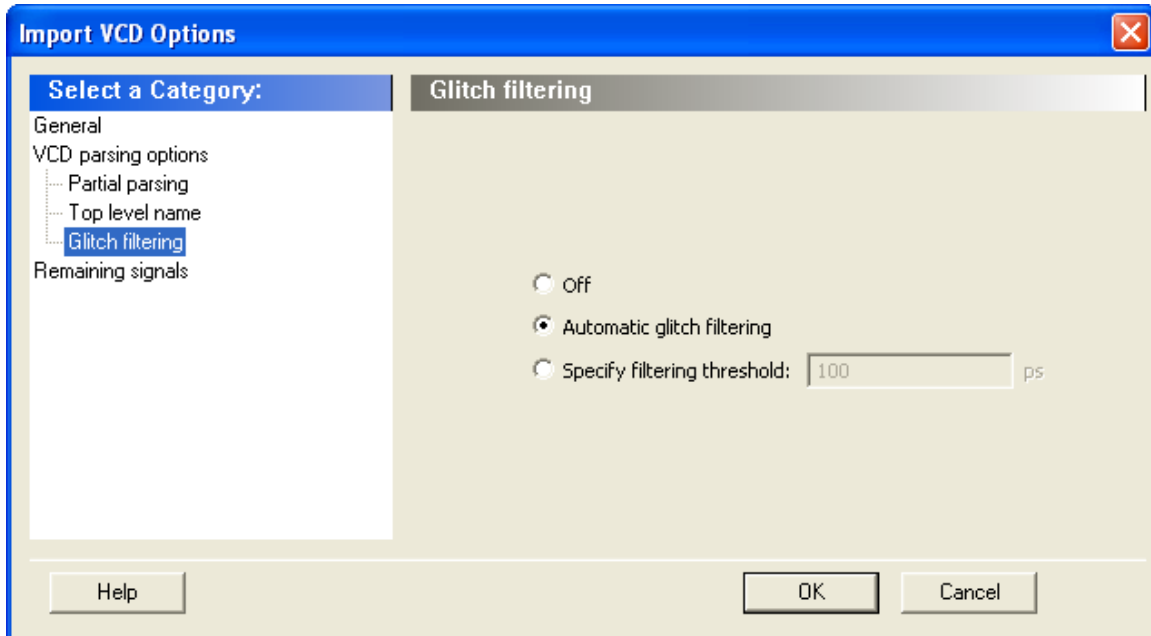 Import VCD Options
Select a Category:
General
VCD parsing options
Partial parsing
Top level name
Glitch filtering
Remaining signals
Glitch filtering
Off
Automatic glitch filtering
Specify filtering threshold: 100 ps
Help OK Cancel